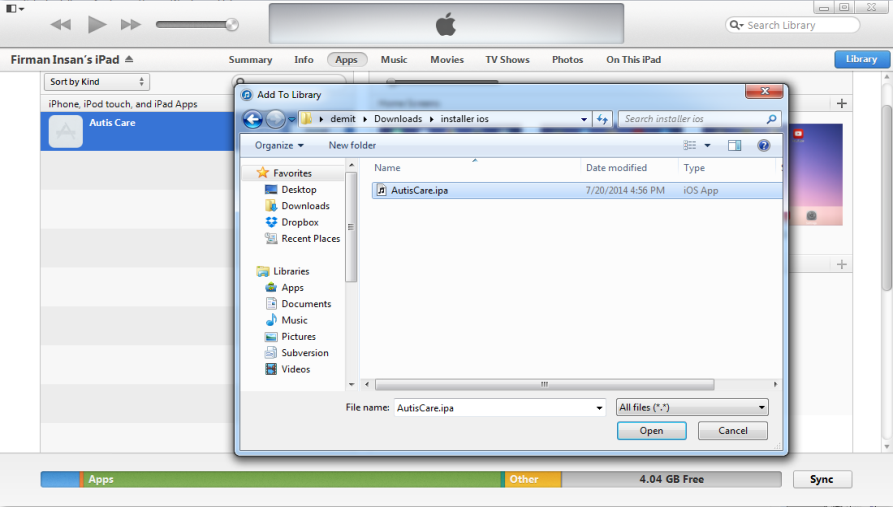 Search Library
Firman Insan's iPad
Summary
Info
Apps
Music
Movies
TV Shows
Photos
On This iPad
Library
Sort by Kind
iPhone, iPod touch, and iPad Apps
Autis Care
Add To Library
demit
Downloads
installer ios
Search installer ios
Organize
New folder
Name
Date modified
Type
Favorites
AutisCare.ipa
7/20/2014 4:56 PM
iOS App
Desktop
Downloads
Dropbox
Recent Places
Libraries
Apps
Documents
Music
Pictures
Subversion
Videos
File name:
AutisCare.ipa
All files (*.*)
Open
Cancel
Apps
Other
4.04 GB Free
Sync